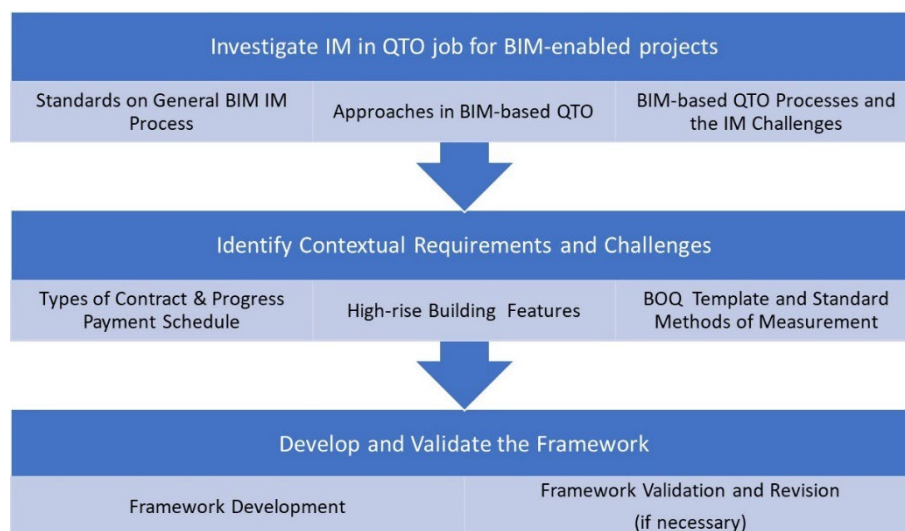 Investigate IM in QTO job for BIM-enabled projects
Standards on General BIM IM
Process
Approaches in BIM-based QTO
BIM-based QTO Processes and
the IM Challenges
Identify Contextual Requirements and Challenges
Types of Contract & Progress
Payment Schedule
High-rise Building Features
BOQ Template and Standard
Methods of Measurement
Develop and Validate the Framework
Framework Development
Framework Validation and Revision
(if necessary)